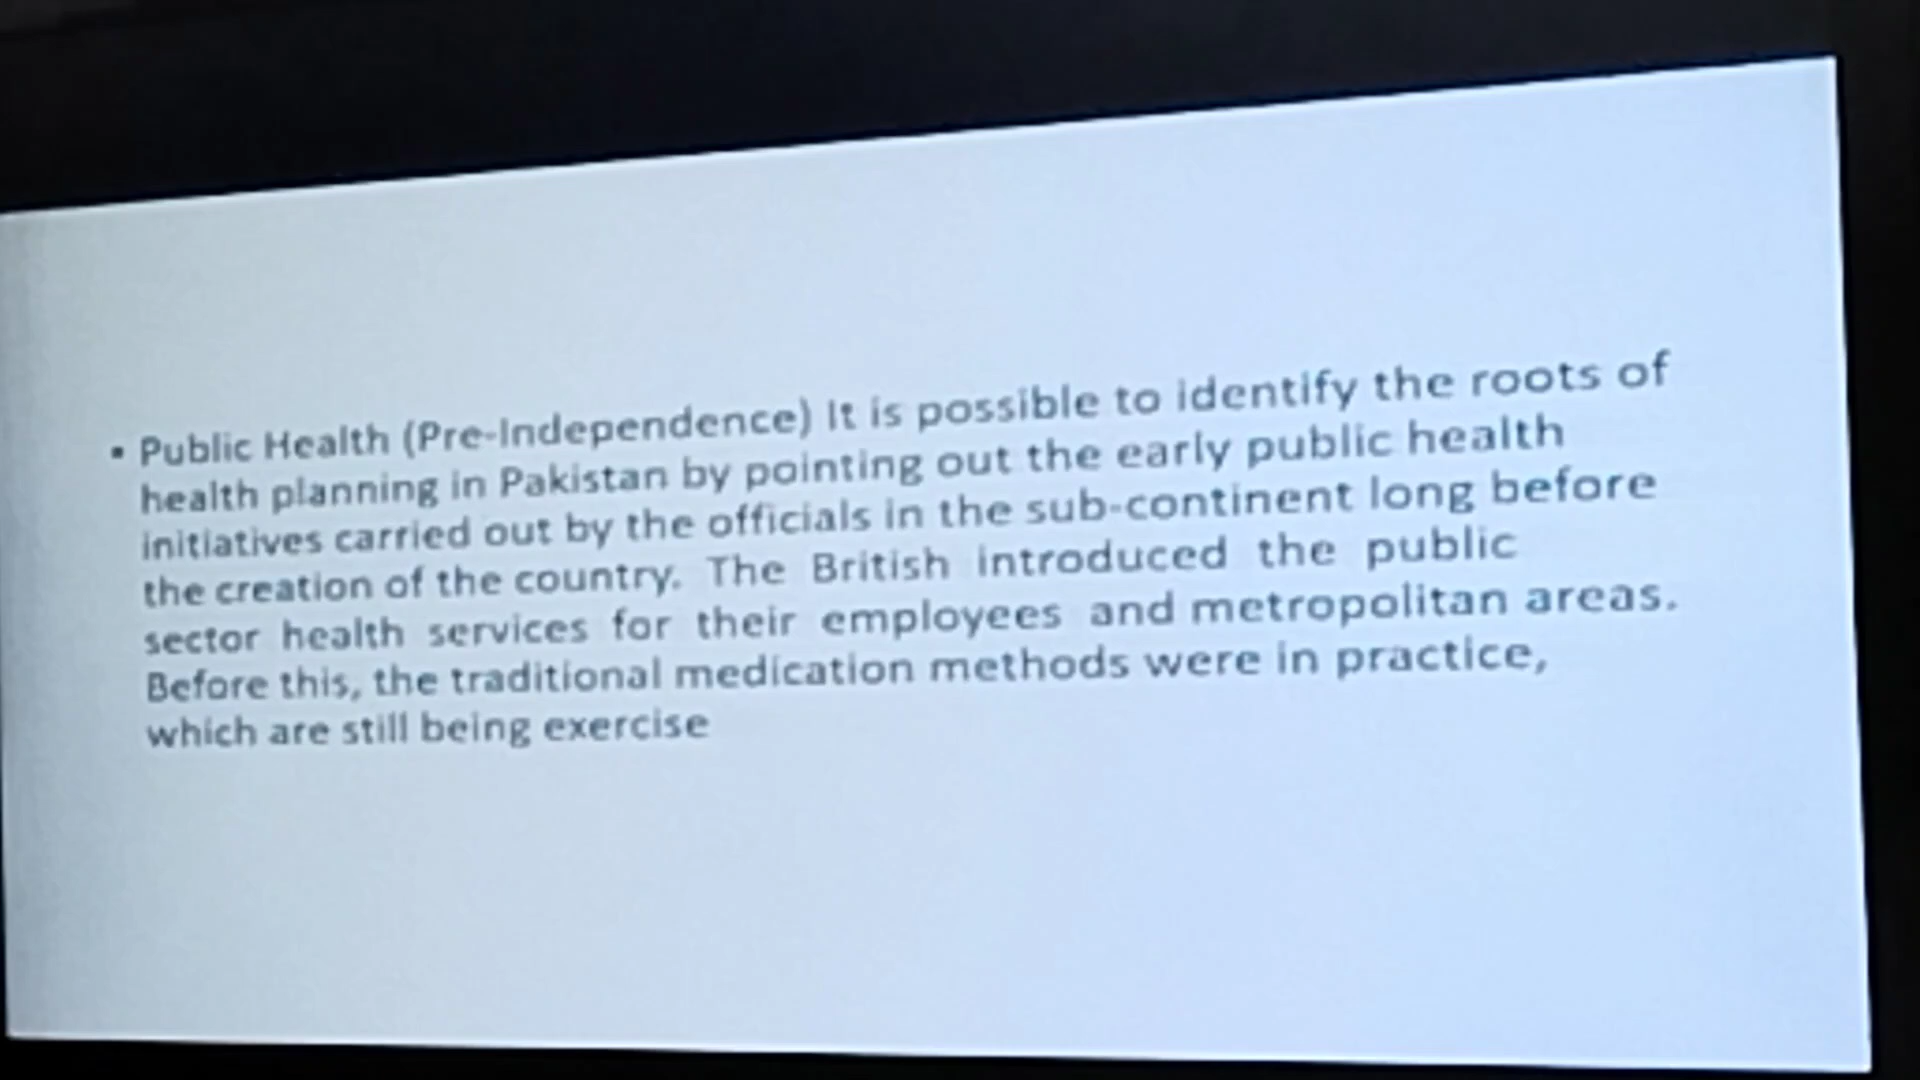 ▪ Public Health (Pre-Independence) It is possible to identify the roots of
health planning in Pakistan by pointing out the early public health
initiatives carried out by the officials in the sub-continent long before
the creation of the country. The British introduced the public
sector health services for their employees and metropolitan areas.
Before this, the traditional medication methods were in practice,
which are still being exercise